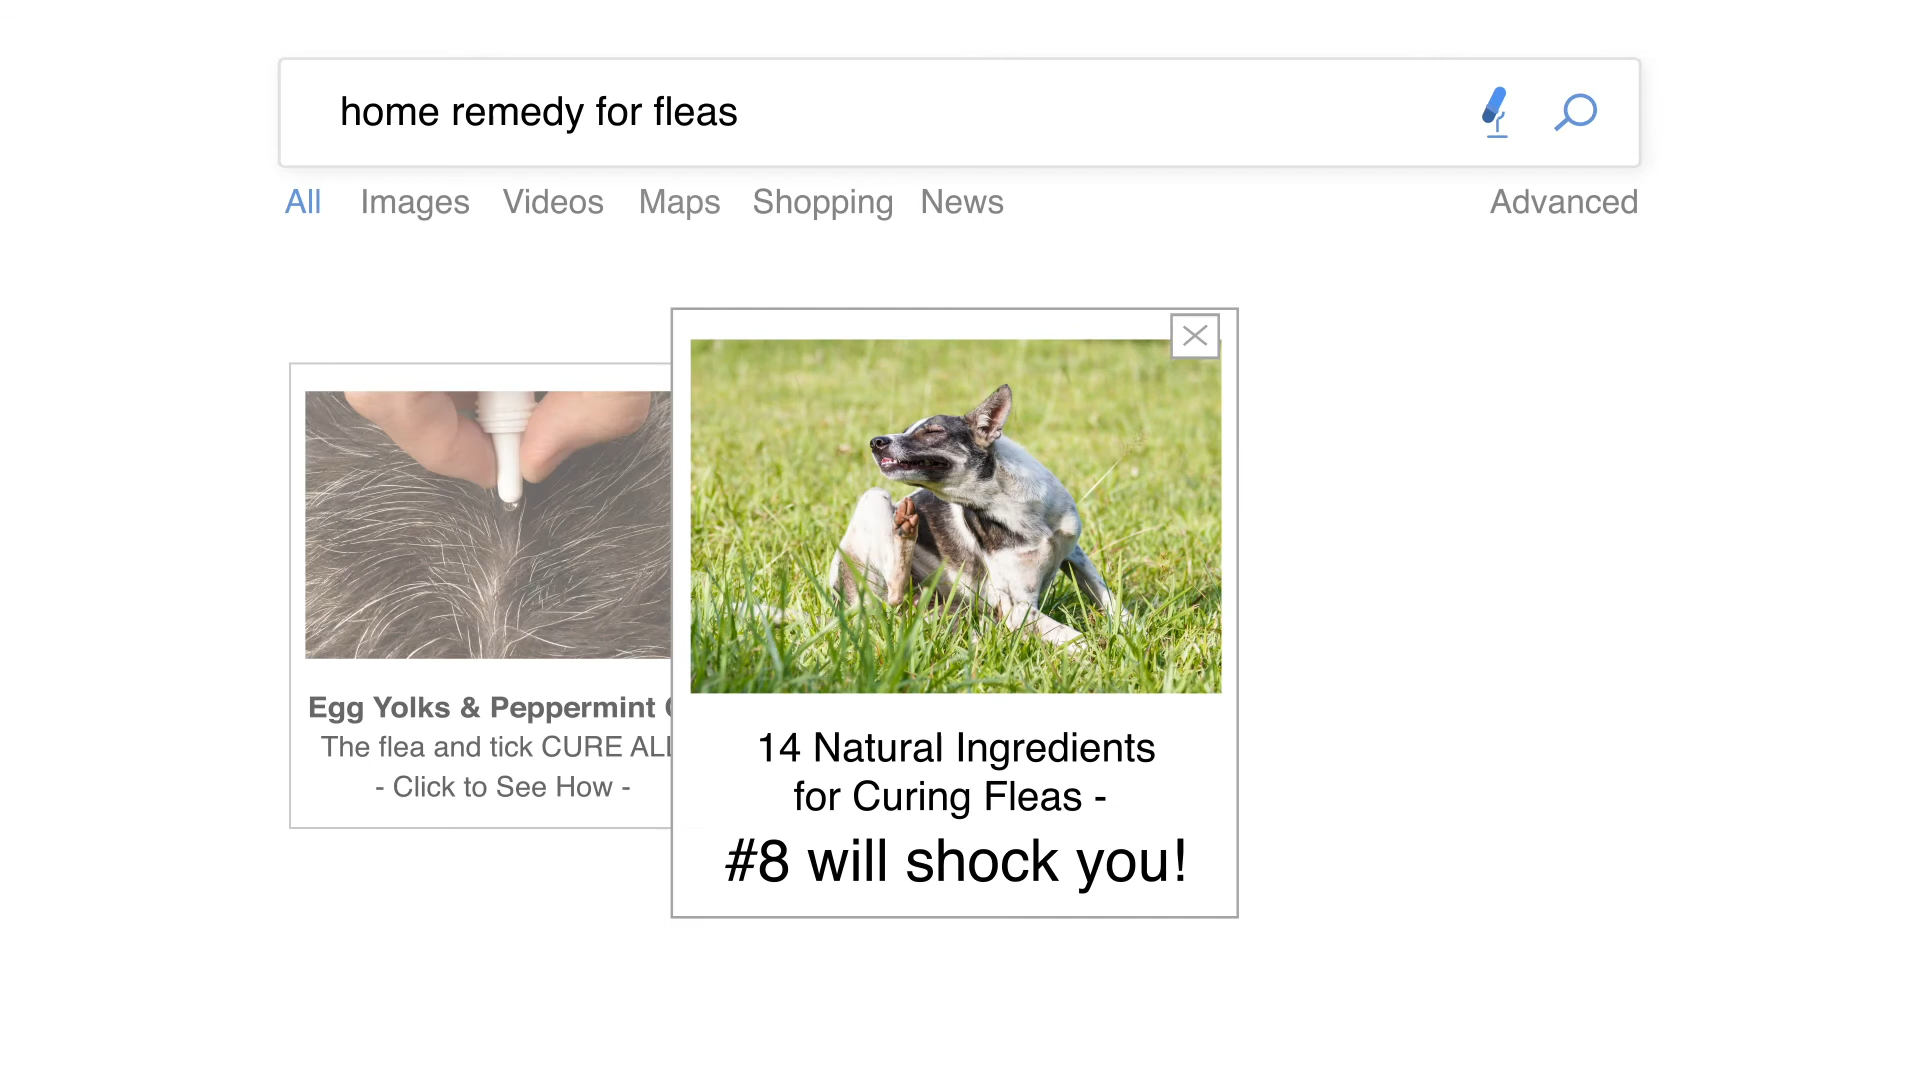 home remedy for fleas
All Images Videos Maps Shopping News Advanced
Egg Yolks & Peppermint
The flea and tick CURE ALL
- Click to See How -
14 Natural Ingredients
for Curing Fleas -
#8 will shock you!